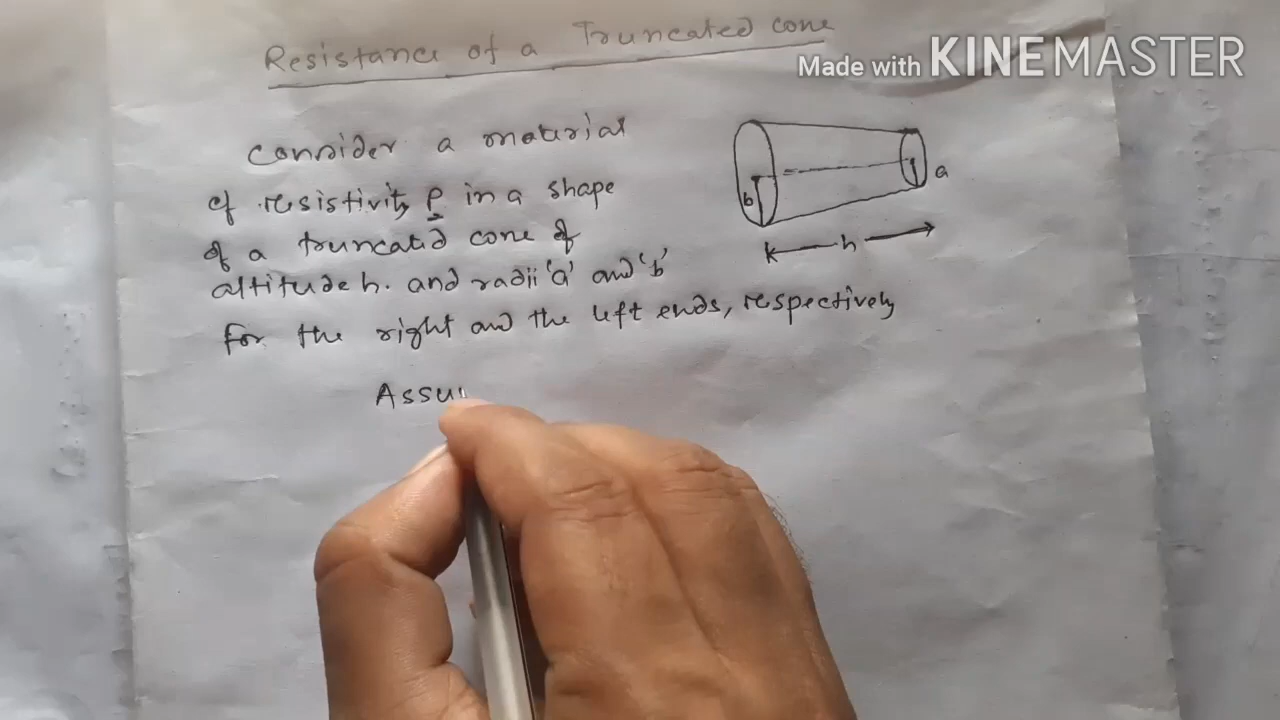 Resistance of a Truncated cone
Made with KINEMASTER
Consider a material
of resistivity ρ in a shape
of a truncated cone of
altitude h. and radii 'a' and 'b'
for the right and the left ends, respectively
b
a
h
Assu